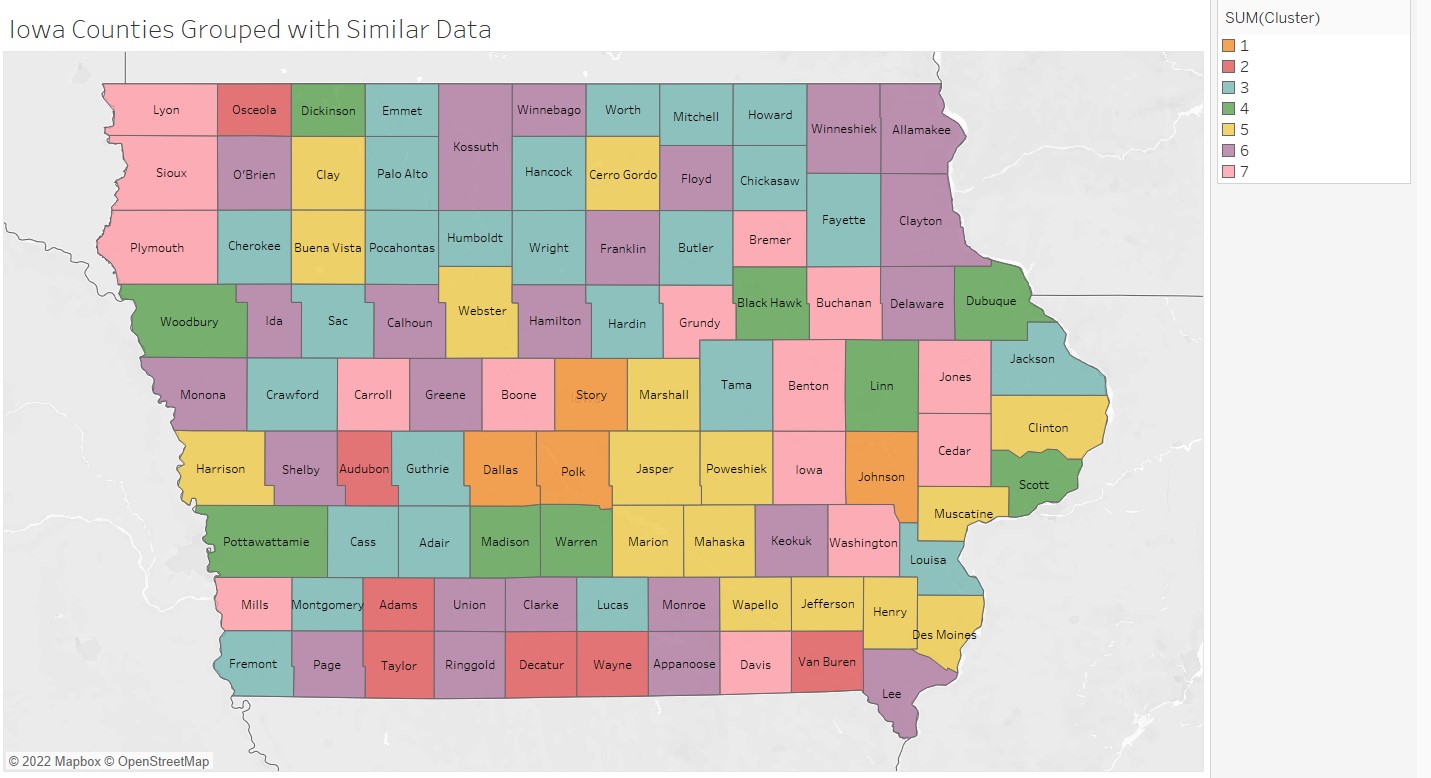 Iowa Counties Grouped with Similar Data
SUM(Cluster)
1
2
3
4
5
6
7
Lyon
Osceola
Dickinson
Emmet
Kossuth
Winnebago
Worth
Mitchell
Howard
Winneshiek
Allamakee
Sioux
O'Brien
Clay
Palo Alto
Hancock
Cerro Gordo
Floyd
Chickasaw
Fayette
Clayton
Plymouth
Cherokee
Buena Vista
Pocahontas
Humboldt
Wright
Franklin
Butler
Bremer
Woodbury
Ida
Sac
Calhoun
Webster
Hamilton
Hardin
Grundy
Black Hawk
Buchanan
Delaware
Dubuque
Monona
Crawford
Carroll
Greene
Boone
Story
Marshall
Tama
Benton
Linn
Jones
Jackson
Harrison
Shelby
Audubon
Guthrie
Dallas
Polk
Jasper
Poweshiek
Iowa
Johnson
Cedar
Clinton
Scott
Muscatine
Pottawattamie
Cass
Adair
Madison
Warren
Marion
Mahaska
Keokuk
Washington
Louisa
Mills
Montgomery
Adams
Union
Clarke
Lucas
Monroe
Wapello
Jefferson
Henry
Des Moines
Fremont
Page
Taylor
Ringgold
Decatur
Wayne
Appanoose
Davis
Van Buren
Lee
© 2022 Mapbox © OpenStreetMap